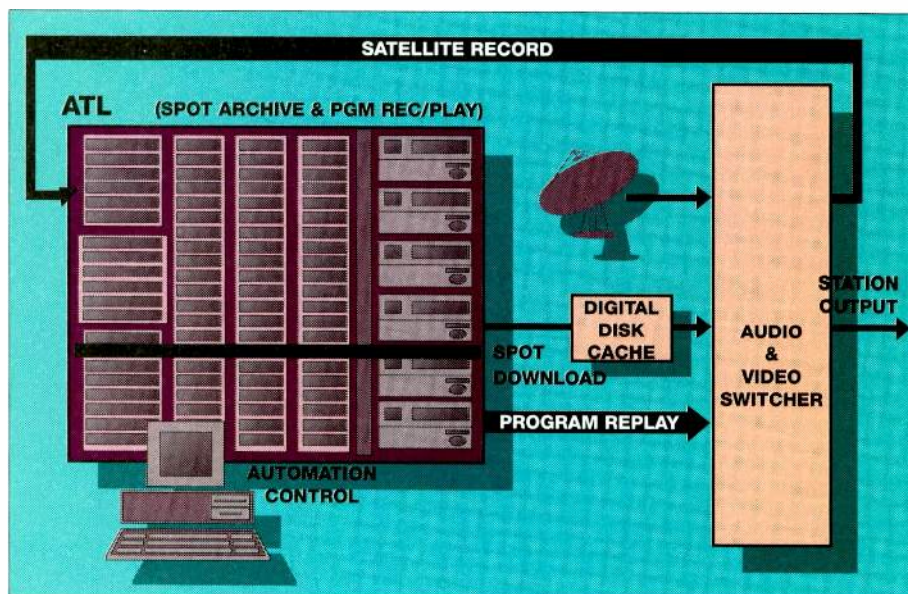 SATELLITE RECORD
ATL (SPOT ARCHIVE & PGM REC/PLAY)
STATION
OUTPUT
DIGITAL
DISK
CACHE
AUDIO
&
VIDEO
SWITCHER
SPOT
DOWNLOAD
PROGRAM REPLAY
AUTOMATION
CONTROL